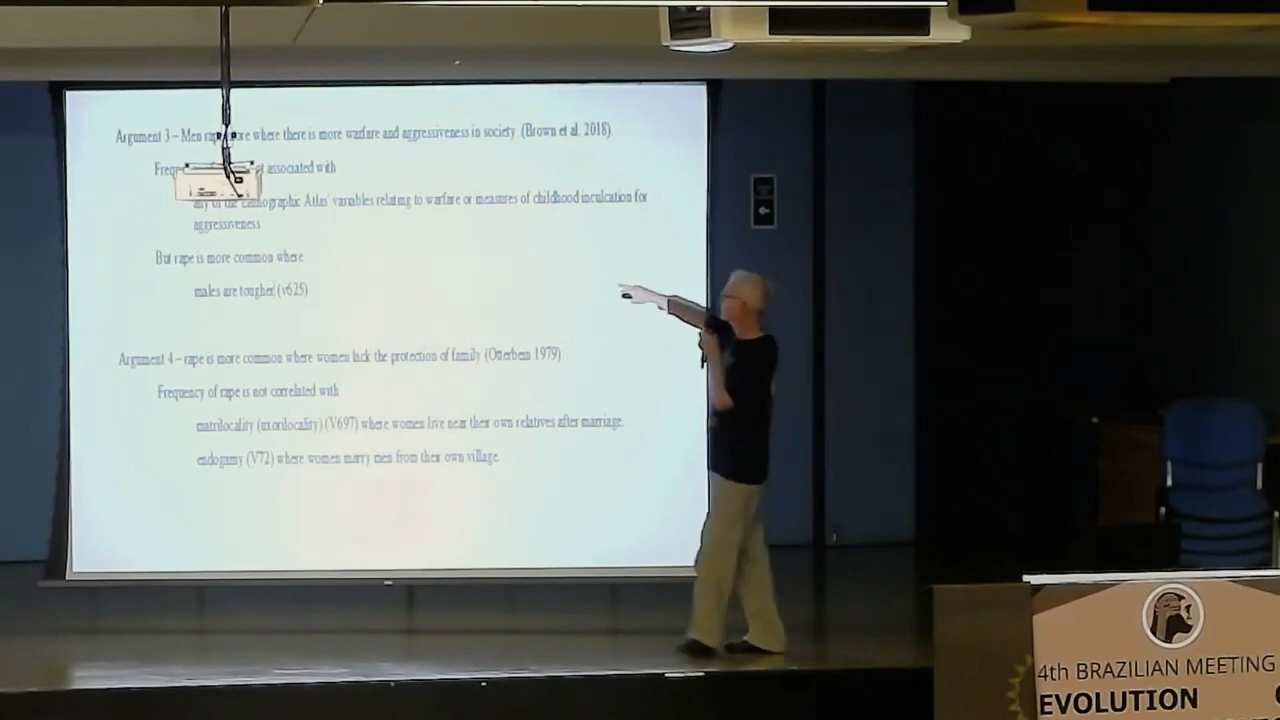 Argument 3 – Men rape more where there is more warfare and aggressiveness in society (Brown et al. 2018)
associated with
any of the Ethnographic Atlas' variables relating to warfare or measures of childhood inculcation for
aggressiveness
But rape is more common where
males are tougher (v625)
Argument 4 – rape is more common where women lack the protection of family (Otterbein 1979)
Frequency of rape is not correlated with
matrilocality (uxorilocality) (V697) where women live near their own relatives after marriage.
endogamy (V72) where women marry men from their own village.
4th BRAZILIAN MEETING
EVOLUTION